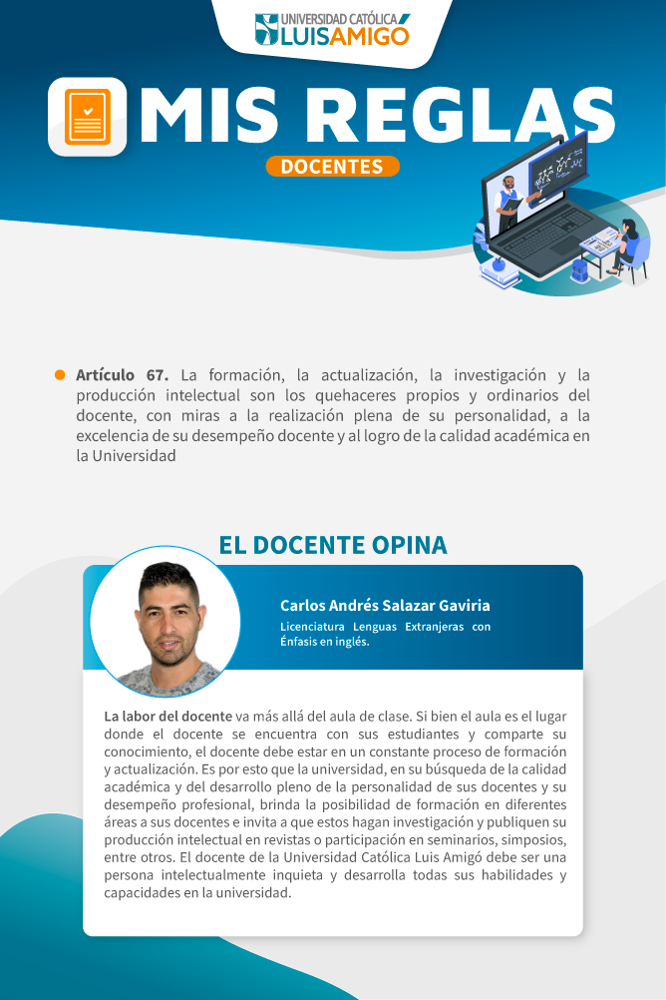 UNIVERSIDAD CATÓLICA
LUIS AMIGÓ
MIS REGLAS
DOCENTES
Artículo 67. La formación, la actualización, la investigación y la
producción intelectual son los quehaceres propios y ordinarios del
docente, con miras a la realización plena de su personalidad, a la
excelencia de su desempeño docente y al logro de la calidad académica en
la Universidad
EL DOCENTE OPINA
Carlos Andrés Salazar Gaviria
Licenciatura Lenguas Extranjeras con
Énfasis en inglés.
La labor del docente va más allá del aula de clase. Si bien el aula es el lugar
donde el docente se encuentra con sus estudiantes y comparte su
conocimiento, el docente debe estar en un constante proceso de formación
y actualización. Es por esto que la universidad, en su búsqueda de la calidad
académica y del desarrollo pleno de la personalidad de sus docentes y su
desempeño profesional, brinda la posibilidad de formación en diferentes
áreas a sus docentes e invita a que estos hagan investigación y publiquen su
producción intelectual en revistas o participación en seminarios, simposios,
entre otros. El docente de la Universidad Católica Luis Amigó debe ser una
persona intelectualmente inquieta y desarrolla todas sus habilidades y
capacidades en la universidad.